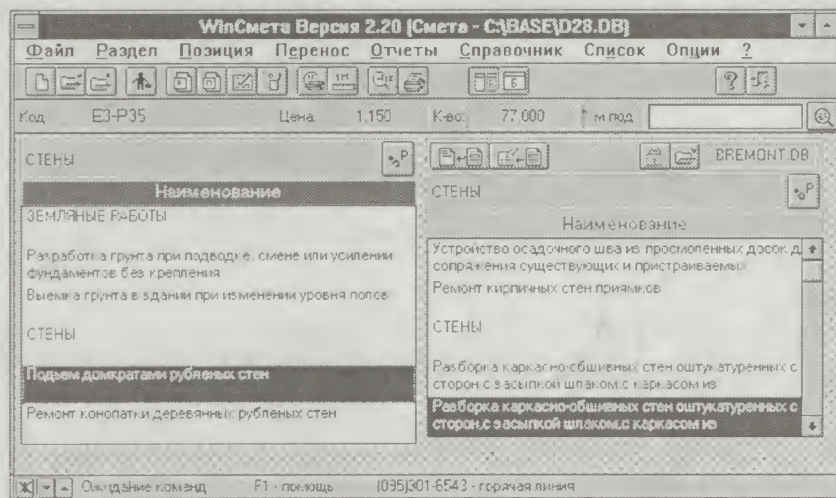 WinСмета Версия 2.20 [Смета - C:\BASE\D28.DB]
Файл Раздел Позиция Перенос Отчеты Справочник Список Опции ?
Код E3-P35 Цена 1,150 К-во: 77,000 м под
СТЕНЫ
Наименование
ЗЕМЛЯНЫЕ РАБОТЫ
Разработка грунта при подводке, смене или усилении
фундаментов без крепления
Выемка грунта в здании при изменении уровня полов
СТЕНЫ
Подъем домкратами рубленых стен
Ремонт конопатки деревянных рубленых стен
BREMONT.DB
СТЕНЫ
Наименование
Устройство осадочного шва из просмоленных досок д
сопряжения существующих и пристраиваемых
Ремонт кирпичных стен приямков
СТЕНЫ
Разборка каркасно-обшивных стен оштукатуренных с
сторон,с засыпкой шлаком,с каркасом из
Разборка каркасно-обшивных стен оштукатуренных с
сторон,с засыпкой шлаком,с каркасом из
Ожидание команд F1 - помощь (095)301-6543 - горячая линия